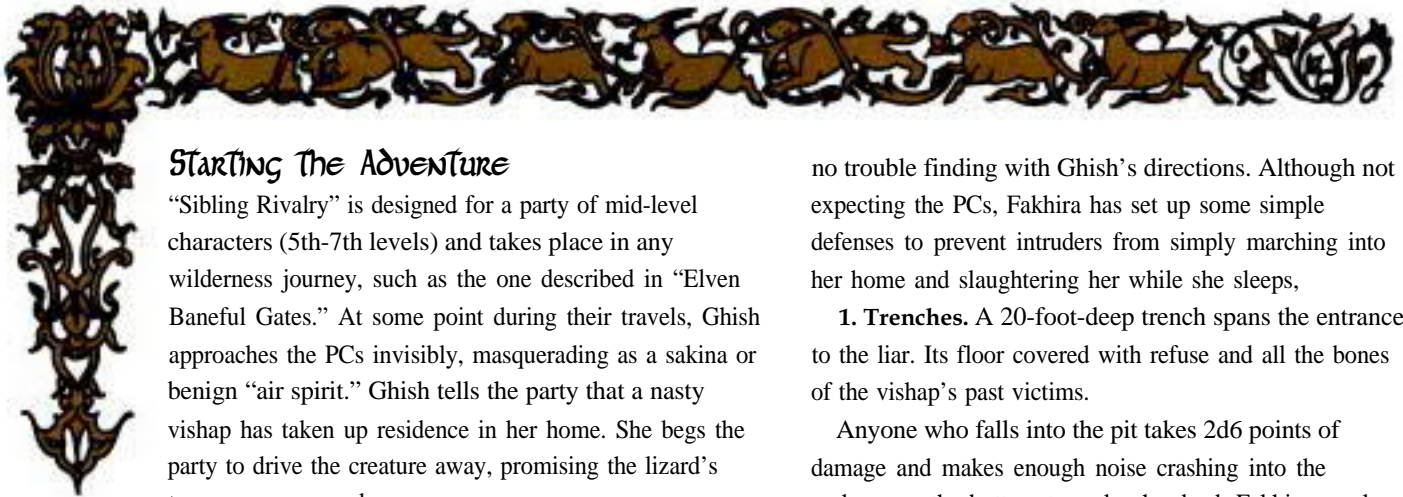 Starting the Adventure
“Sibling Rivalry” is designed for a party of mid-level
characters (5th-7th levels) and takes place in any
wilderness journey, such as the one described in “Elven
Baneful Gates.” At some point during their travels, Ghish
approaches the PCs invisibly, masquerading as a sakina or
benign “air spirit.” Ghish tells the party that a nasty
vishap has taken up residence in her home. She begs the
party to drive the creature away, promising the lizard’s
no trouble finding with Ghish’s directions. Although not
expecting the PCs, Fakhira has set up some simple
defenses to prevent intruders from simply marching into
her home and slaughtering her while she sleeps,
1. Trenches. A 20-foot-deep trench spans the entrance
to the liar. Its floor covered with refuse and all the bones
of the vishap’s past victims.
Anyone who falls into the pit takes 2d6 points of
damage and makes enough noise crashing into the